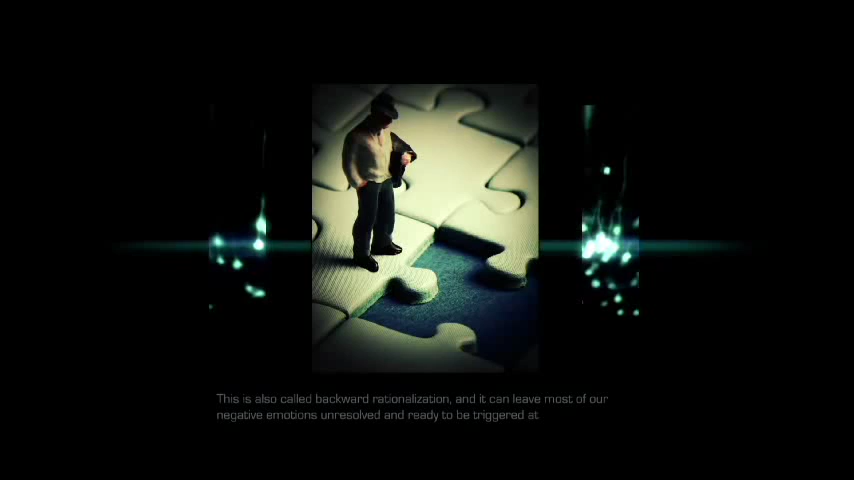 This is also called backward rationalization, and it can leave most of our
negative emotions unresolved and ready to be triggered at